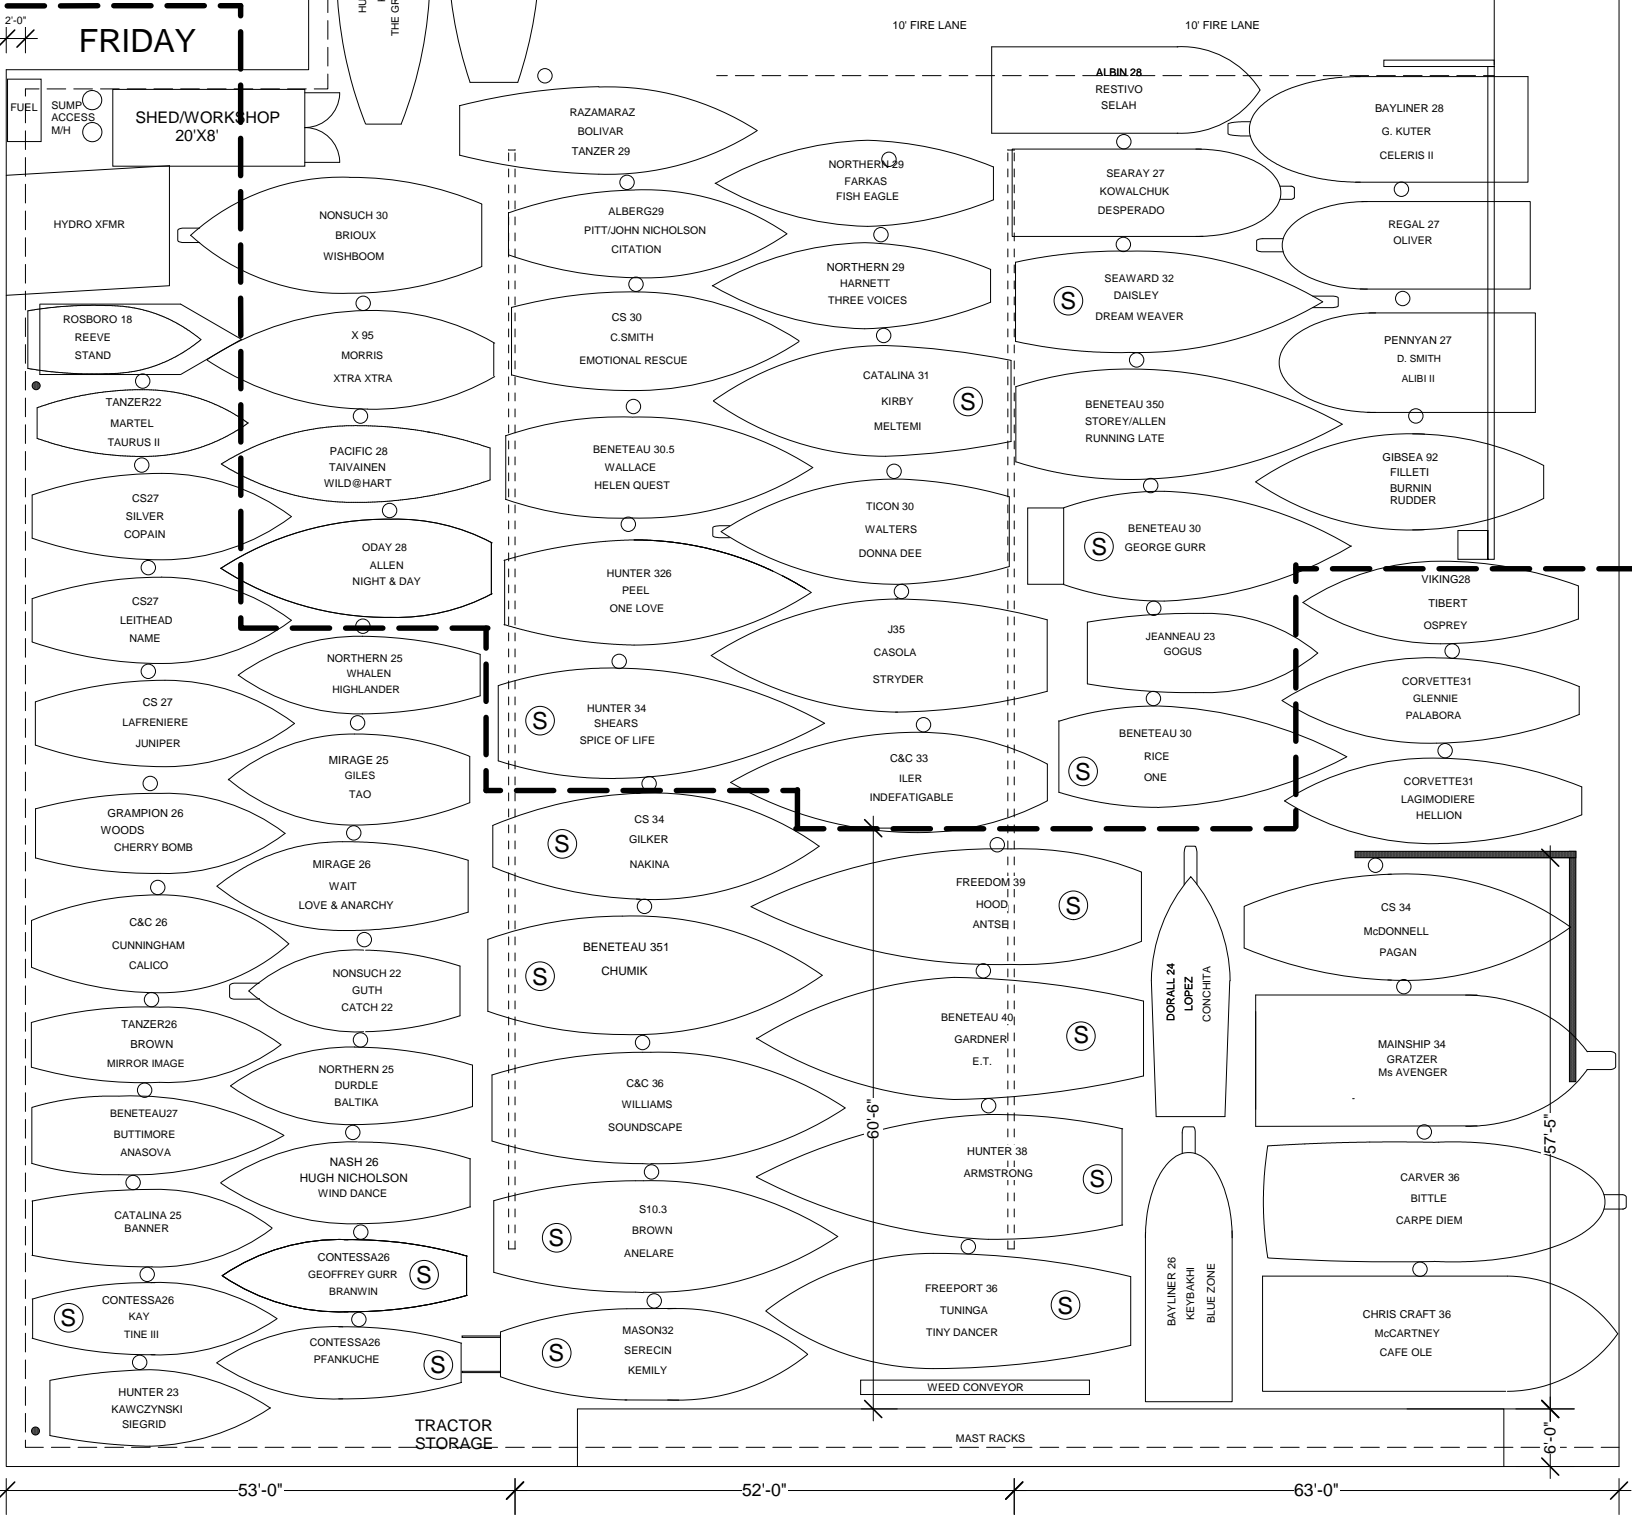 2'-0"
FRIDAY
HU
THE GR
10' FIRE LANE
10' FIRE LANE
FUEL
SUMP
ACCESS
M/H
SHED/WORKSHOP
20'X8'
HYDRO XFMR
ROSBORO 18
REEVE
STAND
TANZER22
MARTEL
TAURUS II
CS27
SILVER
COPAIN
CS27
LEITHEAD
NAME
CS 27
LAFRENIERE
JUNIPER
GRAMPION 26
WOODS
CHERRY BOMB
C&C 26
CUNNINGHAM
CALICO
TANZER26
BROWN
MIRROR IMAGE
BENETEAU27
BUTTIMORE
ANASOVA
CATALINA 25
BANNER
CONTESSA26
KAY
TINE III
S
HUNTER 23
KAWCZYNSKI
SIEGRID
NONSUCH 30
BRIOUX
WISHBOOM
X 95
MORRIS
XTRA XTRA
PACIFIC 28
TAIVAINEN
WILD@HART
ODAY 28
ALLEN
NIGHT & DAY
NORTHERN 25
WHALEN
HIGHLANDER
MIRAGE 25
GILES
TAO
MIRAGE 26
WAIT
LOVE & ANARCHY
NONSUCH 22
GUTH
CATCH 22
NORTHERN 25
DURDLE
BALTIKA
NASH 26
HUGH NICHOLSON
WIND DANCE
CONTESSA26
GEOFFREY GURR
BRANWIN
S
CONTESSA26
PFANKUCHE
S
TRACTOR
STORAGE
RAZAMARAZ
BOLIVAR
TANZER 29
ALBERG29
PITT/JOHN NICHOLSON
CITATION
CS 30
C.SMITH
EMOTIONAL RESCUE
BENETEAU 30.5
WALLACE
HELEN QUEST
HUNTER 326
PEEL
ONE LOVE
HUNTER 34
SHEARS
SPICE OF LIFE
S
CS 34
GILKER
NAKINA
S
BENETEAU 351
CHUMIK
S
C&C 36
WILLIAMS
SOUNDSCAPE
S10.3
BROWN
ANELARE
S
MASON32
SERECIN
KEMILY
S
NORTHERN 29
FARKAS
FISH EAGLE
NORTHERN 29
HARNETT
THREE VOICES
CATALINA 31
KIRBY
MELTEMI
S
TICON 30
WALTERS
DONNA DEE
J35
CASOLA
STRYDER
C&C 33
ILER
INDEFATIGABLE
FREEDOM 39
HOOD
ANTSE
S
BENETEAU 40
GARDNER
E.T.
S
HUNTER 38
ARMSTRONG
S
FREEPORT 36
TUNINGA
TINY DANCER
S
WEED CONVEYOR
MAST RACKS
60'-6"
ALBIN 28
RESTIVO
SELAH
SEARAY 27
KOWALCHUK
DESPERADO
SEAWARD 32
DAISLEY
DREAM WEAVER
S
BENETEAU 350
STOREY/ALLEN
RUNNING LATE
BENETEAU 30
GEORGE GURR
S
JEANNEAU 23
GOGUS
BENETEAU 30
RICE
ONE
S
DORALL 24
LOPEZ
CONCHITA
BAYLINER 26
KEYBAKHI
BLUE ZONE
BAYLINER 28
G. KUTER
CELERIS II
REGAL 27
OLIVER
PENNYAN 27
D. SMITH
ALIBI II
GIBSEA 92
FILLETI
BURNIN
RUDDER
VIKING28
TIBERT
OSPREY
CORVETTE31
GLENNIE
PALABORA
CORVETTE31
LAGIMODIERE
HELLION
CS 34
McDONNELL
PAGAN
MAINSHIP 34
GRATZER
Ms AVENGER
CARVER 36
BITTLE
CARPE DIEM
CHRIS CRAFT 36
McCARTNEY
CAFE OLE
57'-5"
6'-0"
53'-0"
52'-0"
63'-0"